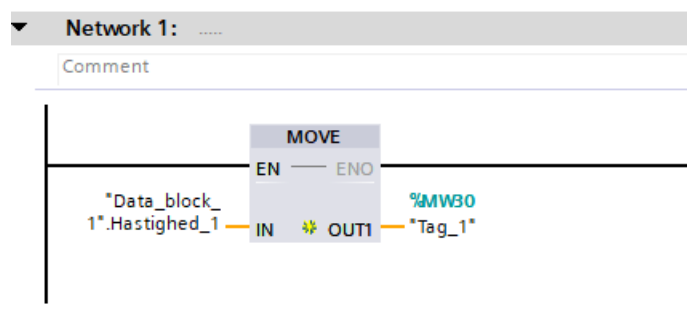 Network 1: .....
Comment
MOVE
EN ENO
"Data_block_
1".Hastighed_1
IN OUT1
%MW30
"Tag_1"